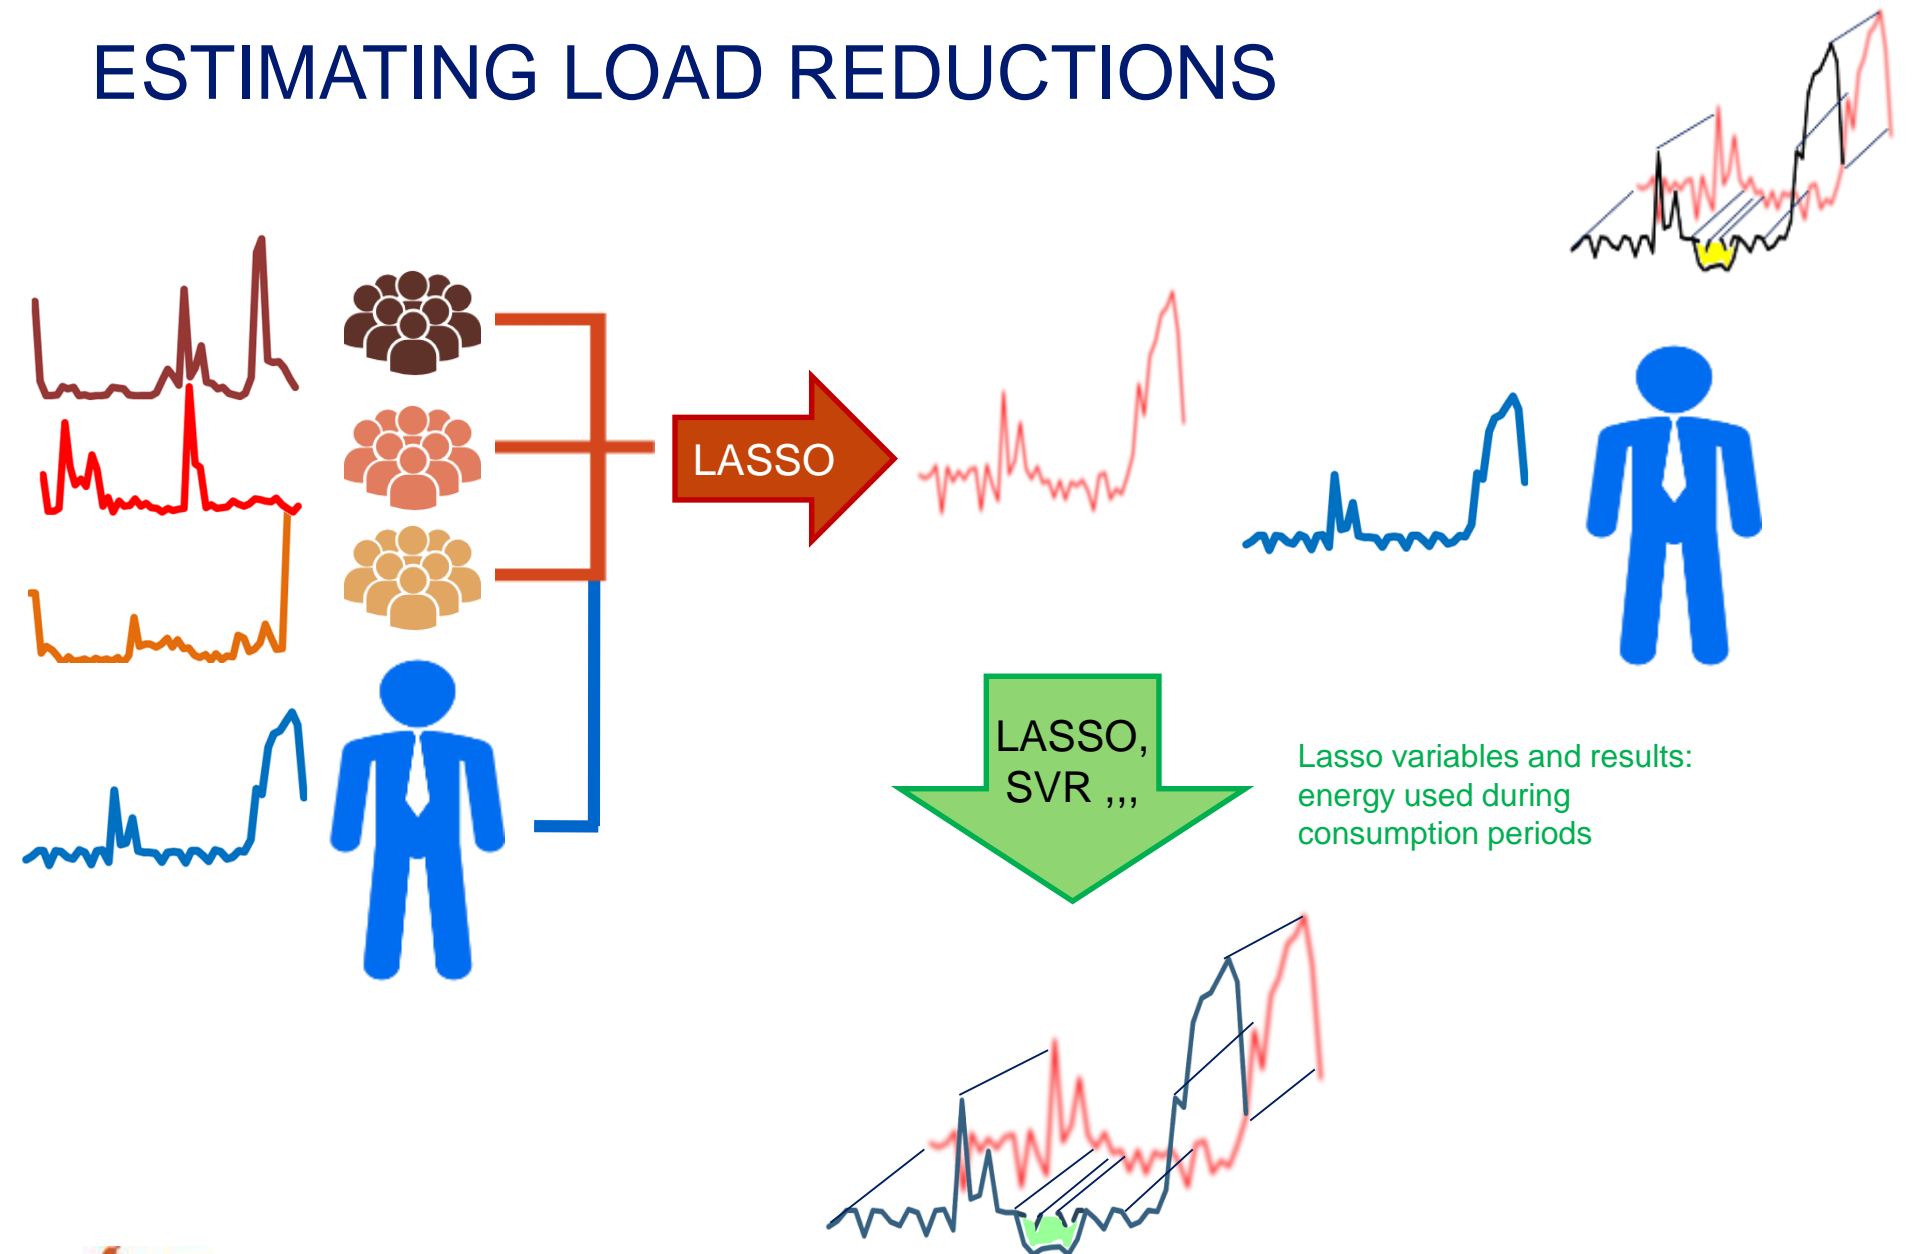 ESTIMATING LOAD REDUCTIONS
LASSO
LASSO,
SVR ,,,
Lasso variables and results:
energy used during
consumption periods